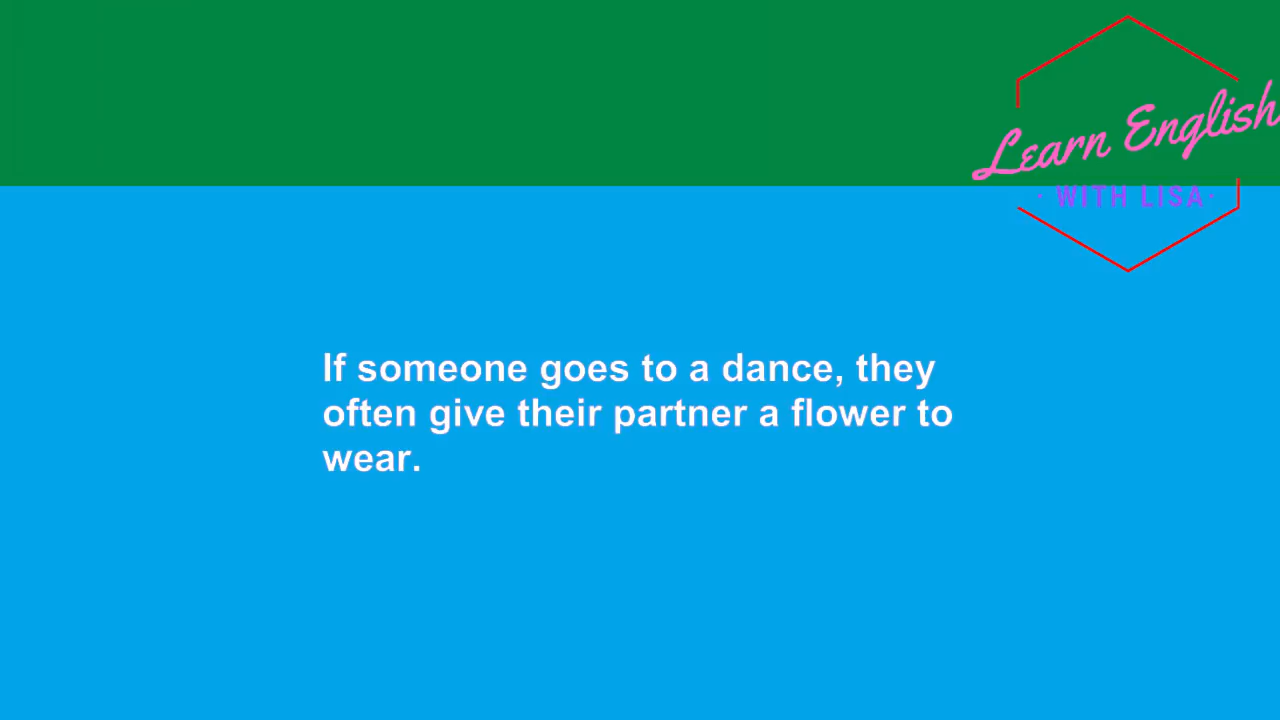 Learn English
· WITH LISA ·
If someone goes to a dance, they
often give their partner a flower to
wear.